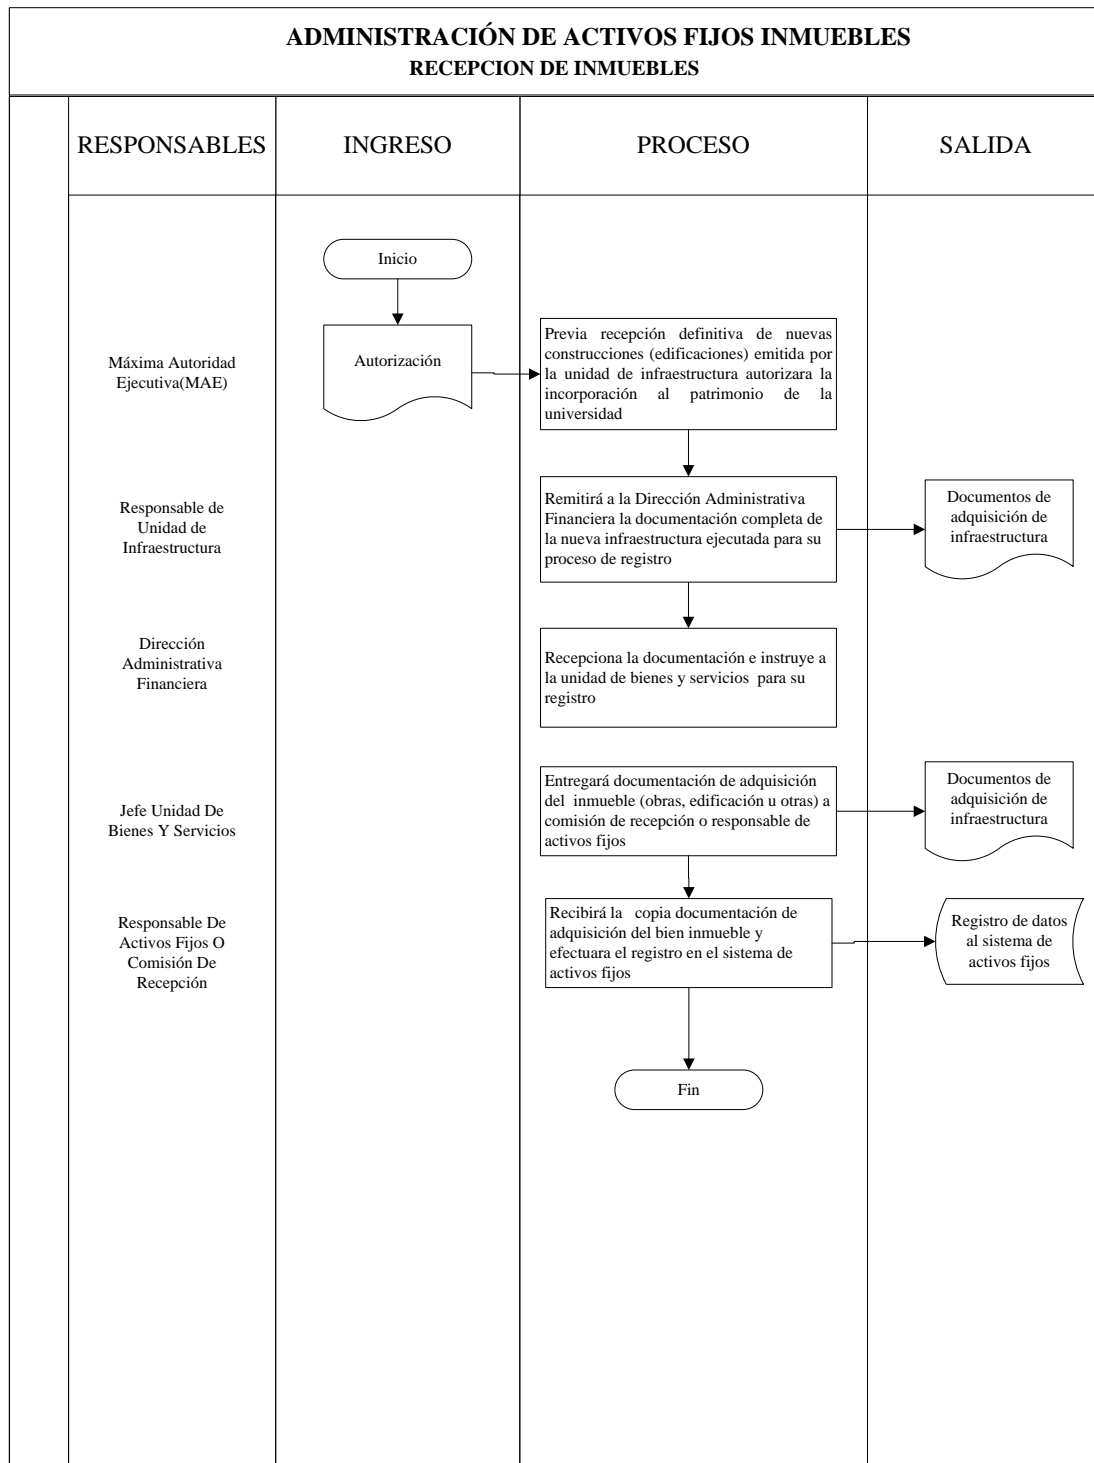 ADMINISTRACIÓN DE ACTIVOS FIJOS INMUEBLES
RECEPCION DE INMUEBLES
RESPONSABLES
INGRESO
PROCESO
SALIDA
Inicio
Máxima Autoridad
Ejecutiva(MAE)
Autorización
Previa recepción definitiva de nuevas
construcciones (edificaciones) emitida por
la unidad de infraestructura autorizara la
incorporación al patrimonio de la
universidad
Responsable de
Unidad de
Infraestructura
Remitirá a la Dirección Administrativa
Financiera la documentación completa de
la nueva infraestructura ejecutada para su
proceso de registro
Documentos de
adquisición de
infraestructura
Dirección
Administrativa
Financiera
Recepciona la documentación e instruye a
la unidad de bienes y servicios para su
registro
Jefe Unidad De
Bienes Y Servicios
Entregará documentación de adquisición
del inmueble (obras, edificación u otras) a
comisión de recepción o responsable de
activos fijos
Documentos de
adquisición de
infraestructura
Responsable De
Activos Fijos O
Comisión De
Recepción
Recibirá la copia documentación de
adquisición del bien inmueble y
efectuara el registro en el sistema de
activos fijos
Registro de datos
al sistema de
activos fijos
Fin